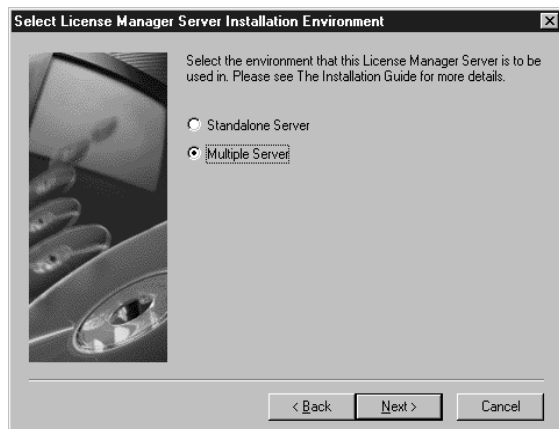 Select License Manager Server Installation Environment
Select the environment that this License Manager Server is to be
used in. Please see The Installation Guide for more details.
Standalone Server
Multiple Server
< Back
Next >
Cancel